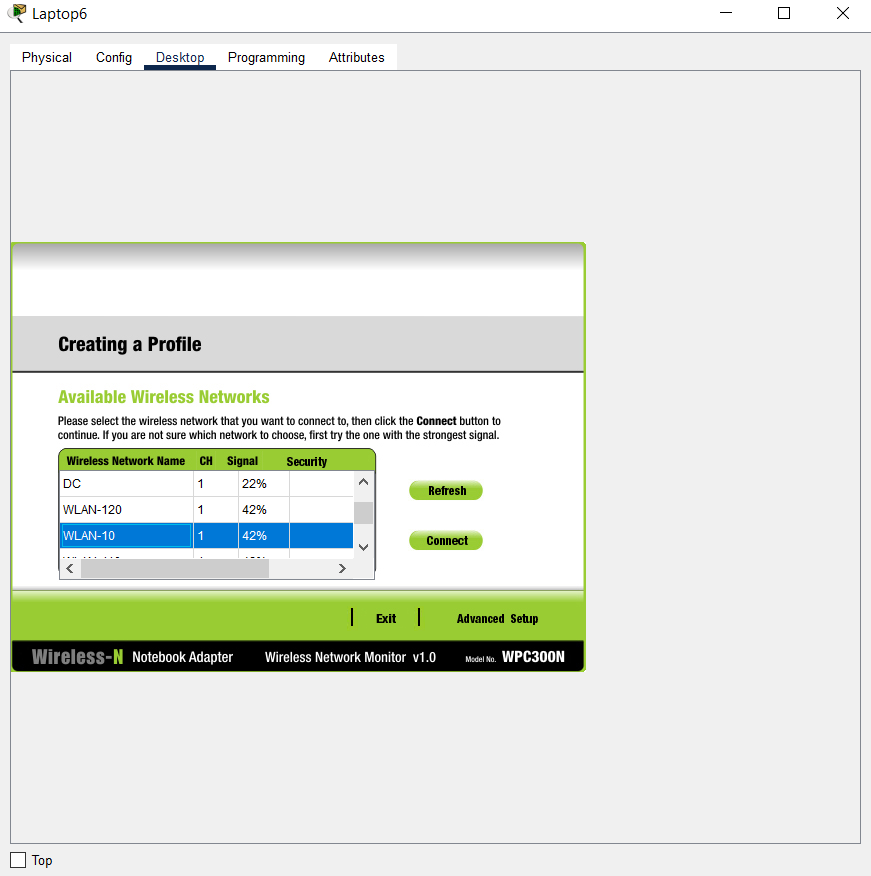 Laptop6
Physical Config Desktop Programming Attributes
Creating a Profile
Available Wireless Networks
Please select the wireless network that you want to connect to, then click the Connect button to
continue. If you are not sure which network to choose, first try the one with the strongest signal.
Wireless Network Name CH Signal Security
DC 1 22%
WLAN-120 1 42%
WLAN-10 1 42%
Refresh
Connect
Exit Advanced Setup
Wireless-N Notebook Adapter Wireless Network Monitor v1.0 Model No. WPC300N
Top